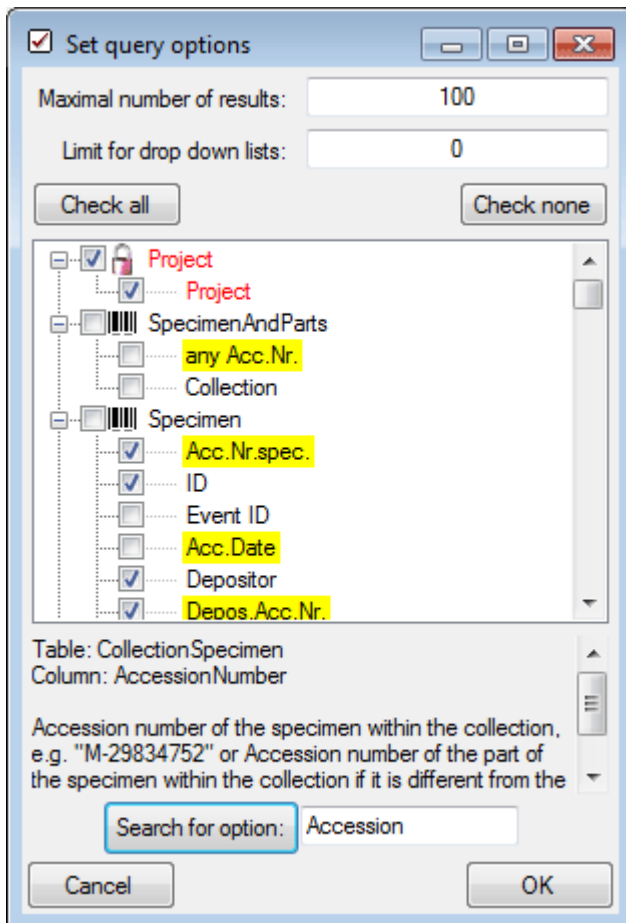 Set query options
Maximal number of results: 100
Limit for drop down lists: 0
Check all Check none
Project
Project
SpecimenAndParts
any Acc.Nr.
Collection
Specimen
Acc.Nr.spec.
ID
Event ID
Acc.Date
Depositor
Depos.Acc.Nr.
Table: CollectionSpecimen
Column: AccessionNumber
Accession number of the specimen within the collection,
e.g. "M-29834752" or Accession number of the part of
the specimen within the collection if it is different from the
Search for option: Accession
Cancel OK